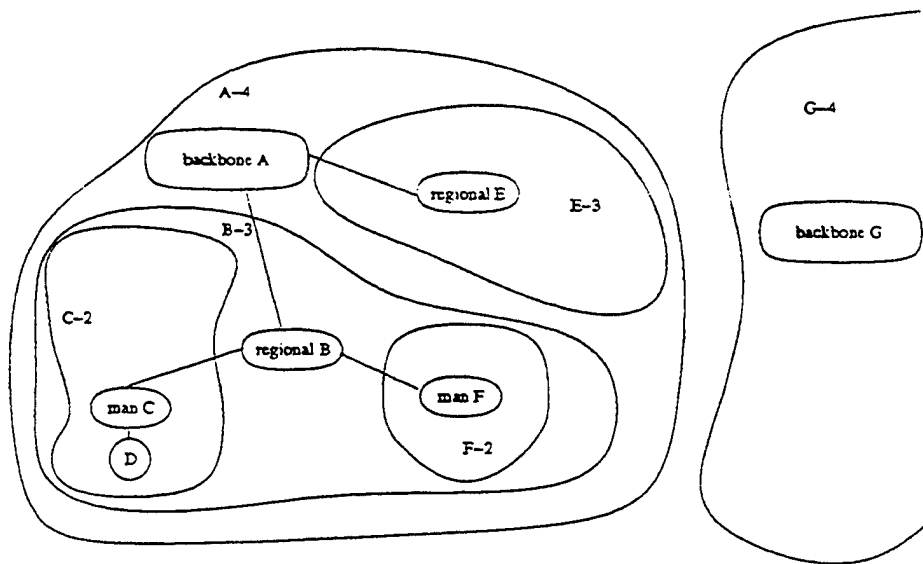 A-4
G-4
backbone A
regional E
E-3
B-3
backbone G
C-2
regional B
man C
man F
D
F-2